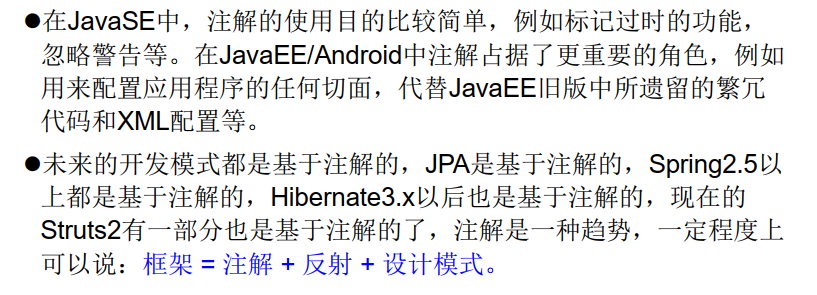 ●在JavaSE中，注解的使用目的比较简单，例如标记过时的功能，
忽略警告等。在JavaEE/Android中注解占据了更重要的角色，例如
用来配置应用程序的任何切面，代替JavaEE旧版中所遗留的繁冗
代码和XML配置等。
●未来的开发模式都是基于注解的，JPA是基于注解的，Spring2.5以
上都是基于注解的，Hibernate3.x以后也是基于注解的，现在的
Struts2有一部分也是基于注解的了，注解是一种趋势，一定程度上
可以说：框架 = 注解 + 反射 + 设计模式。